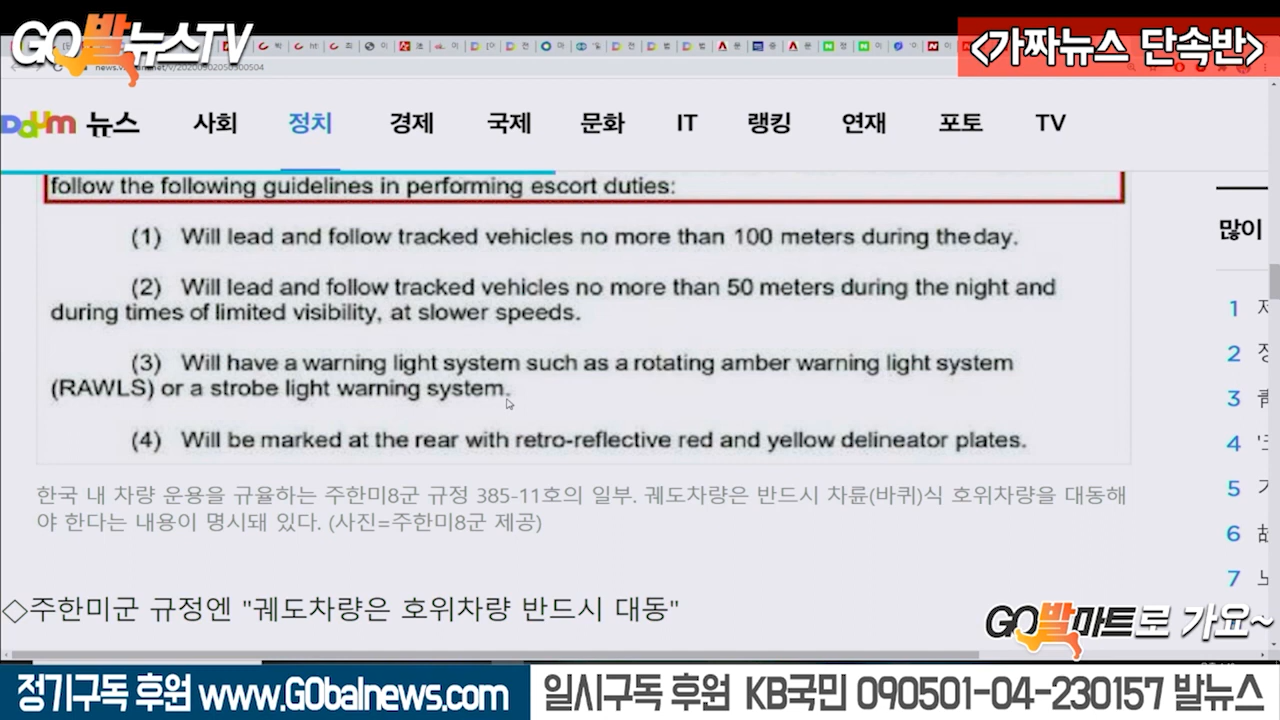 GO발뉴스TV
<가짜뉴스 단속반>
Daum 뉴스 사회 정치 경제 국제 문화 IT 랭킹 연재 포토 TV
follow the following guidelines in performing escort duties:
(1) Will lead and follow tracked vehicles no more than 100 meters during the day.
(2) Will lead and follow tracked vehicles no more than 50 meters during the night and
during times of limited visibility, at slower speeds.
(3) Will have a warning light system such as a rotating amber warning light system
(RAWLS) or a strobe light warning system.
(4) Will be marked at the rear with retro-reflective red and yellow delineator plates.
한국 내 차량 운용을 규율하는 주한미8군 규정 385-11호의 일부. 궤도차량은 반드시 차륜(바퀴)식 호위차량을 대동해
야 한다는 내용이 명시돼 있다. (사진=주한미8군 제공)
◇주한미군 규정엔 "궤도차량은 호위차량 반드시 대동"
많이
1
2
3
4
5
6
7
GO발마트로 가요~
정기구독 후원 www.GObalnews.com 일시구독 후원 KB국민 090501-04-230157 발뉴스